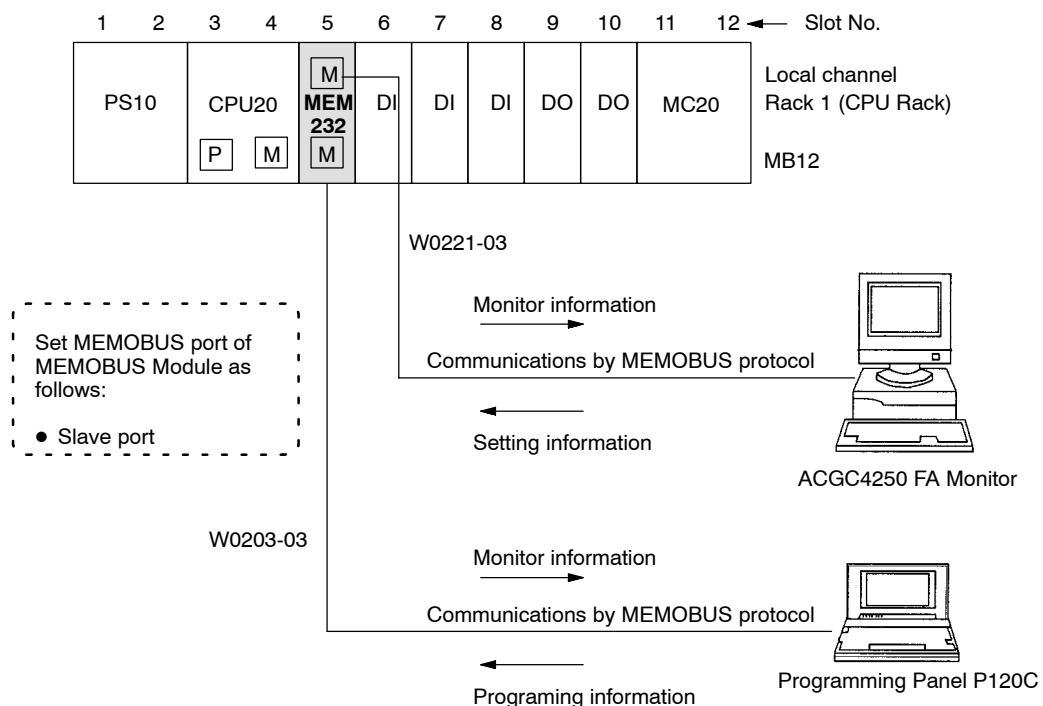 1 2 3 4 5 6 7 8 9 10 11 12 Slot No.
PS10 CPU20 MEM 232 DI DI DI DO DO MC20
P M M M
Local channel
Rack 1 (CPU Rack)
MB12
W0221-03
Set MEMOBUS port of
MEMOBUS Module as
follows:
● Slave port
Monitor information
Communications by MEMOBUS protocol
Setting information
ACGC4250 FA Monitor
W0203-03
Monitor information
Communications by MEMOBUS protocol
Programing information
Programming Panel P120C